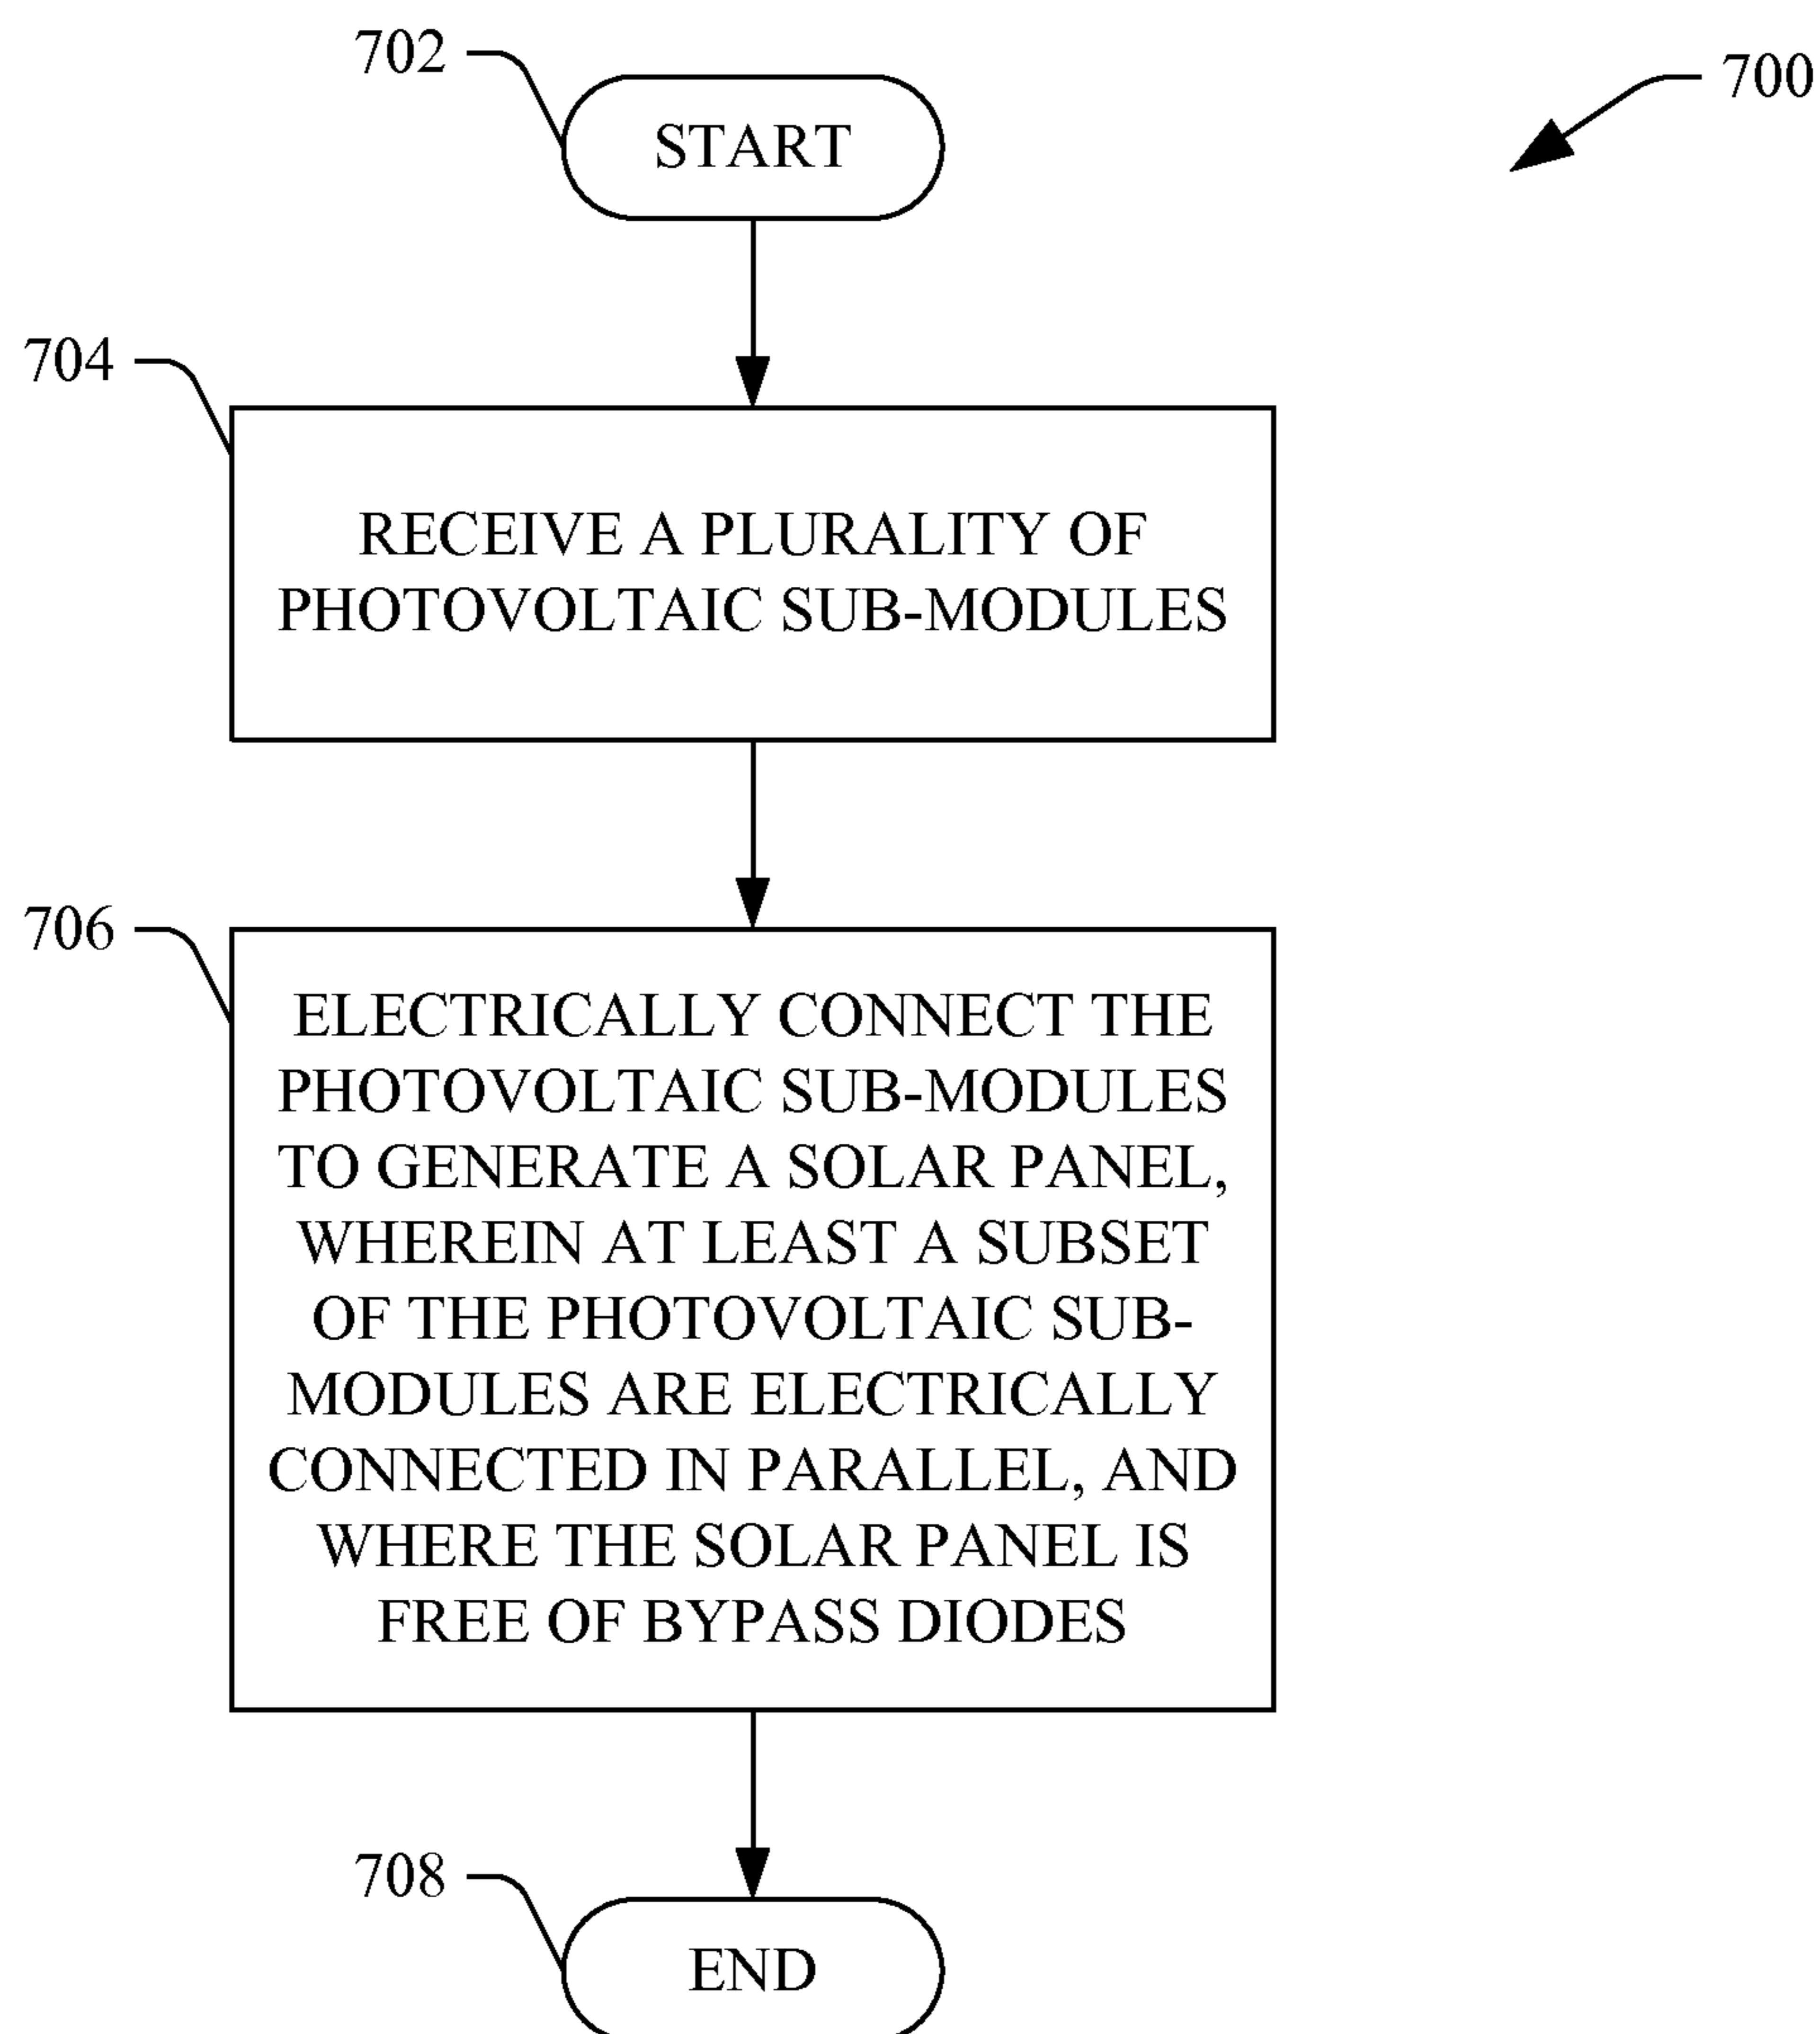 702
START
700
704
RECEIVE A PLURALITY OF
PHOTOVOLTAIC SUB-MODULES
706
ELECTRICALLY CONNECT THE
PHOTOVOLTAIC SUB-MODULES
TO GENERATE A SOLAR PANEL,
WHEREIN AT LEAST A SUBSET
OF THE PHOTOVOLTAIC SUB-
MODULES ARE ELECTRICALLY
CONNECTED IN PARALLEL, AND
WHERE THE SOLAR PANEL IS
FREE OF BYPASS DIODES
708
END